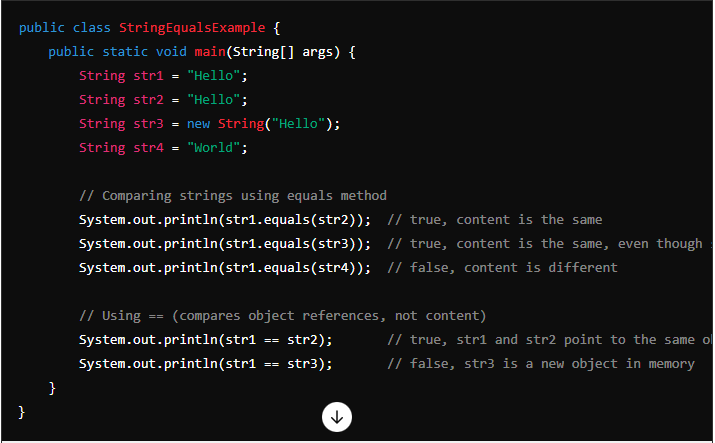 public class StringEqualsExample {
    public static void main(String[] args) {
        String str1 = "Hello";
        String str2 = "Hello";
        String str3 = new String("Hello");
        String str4 = "World";
        // Comparing strings using equals method
        System.out.println(str1.equals(str2));  // true, content is the same
        System.out.println(str1.equals(str3));  // true, content is the same, even though
        System.out.println(str1.equals(str4));  // false, content is different
        // Using == (compares object references, not content)
        System.out.println(str1 == str2);       // true, str1 and str2 point to the same
        System.out.println(str1 == str3);       // false, str3 is a new object in memory
    }
}